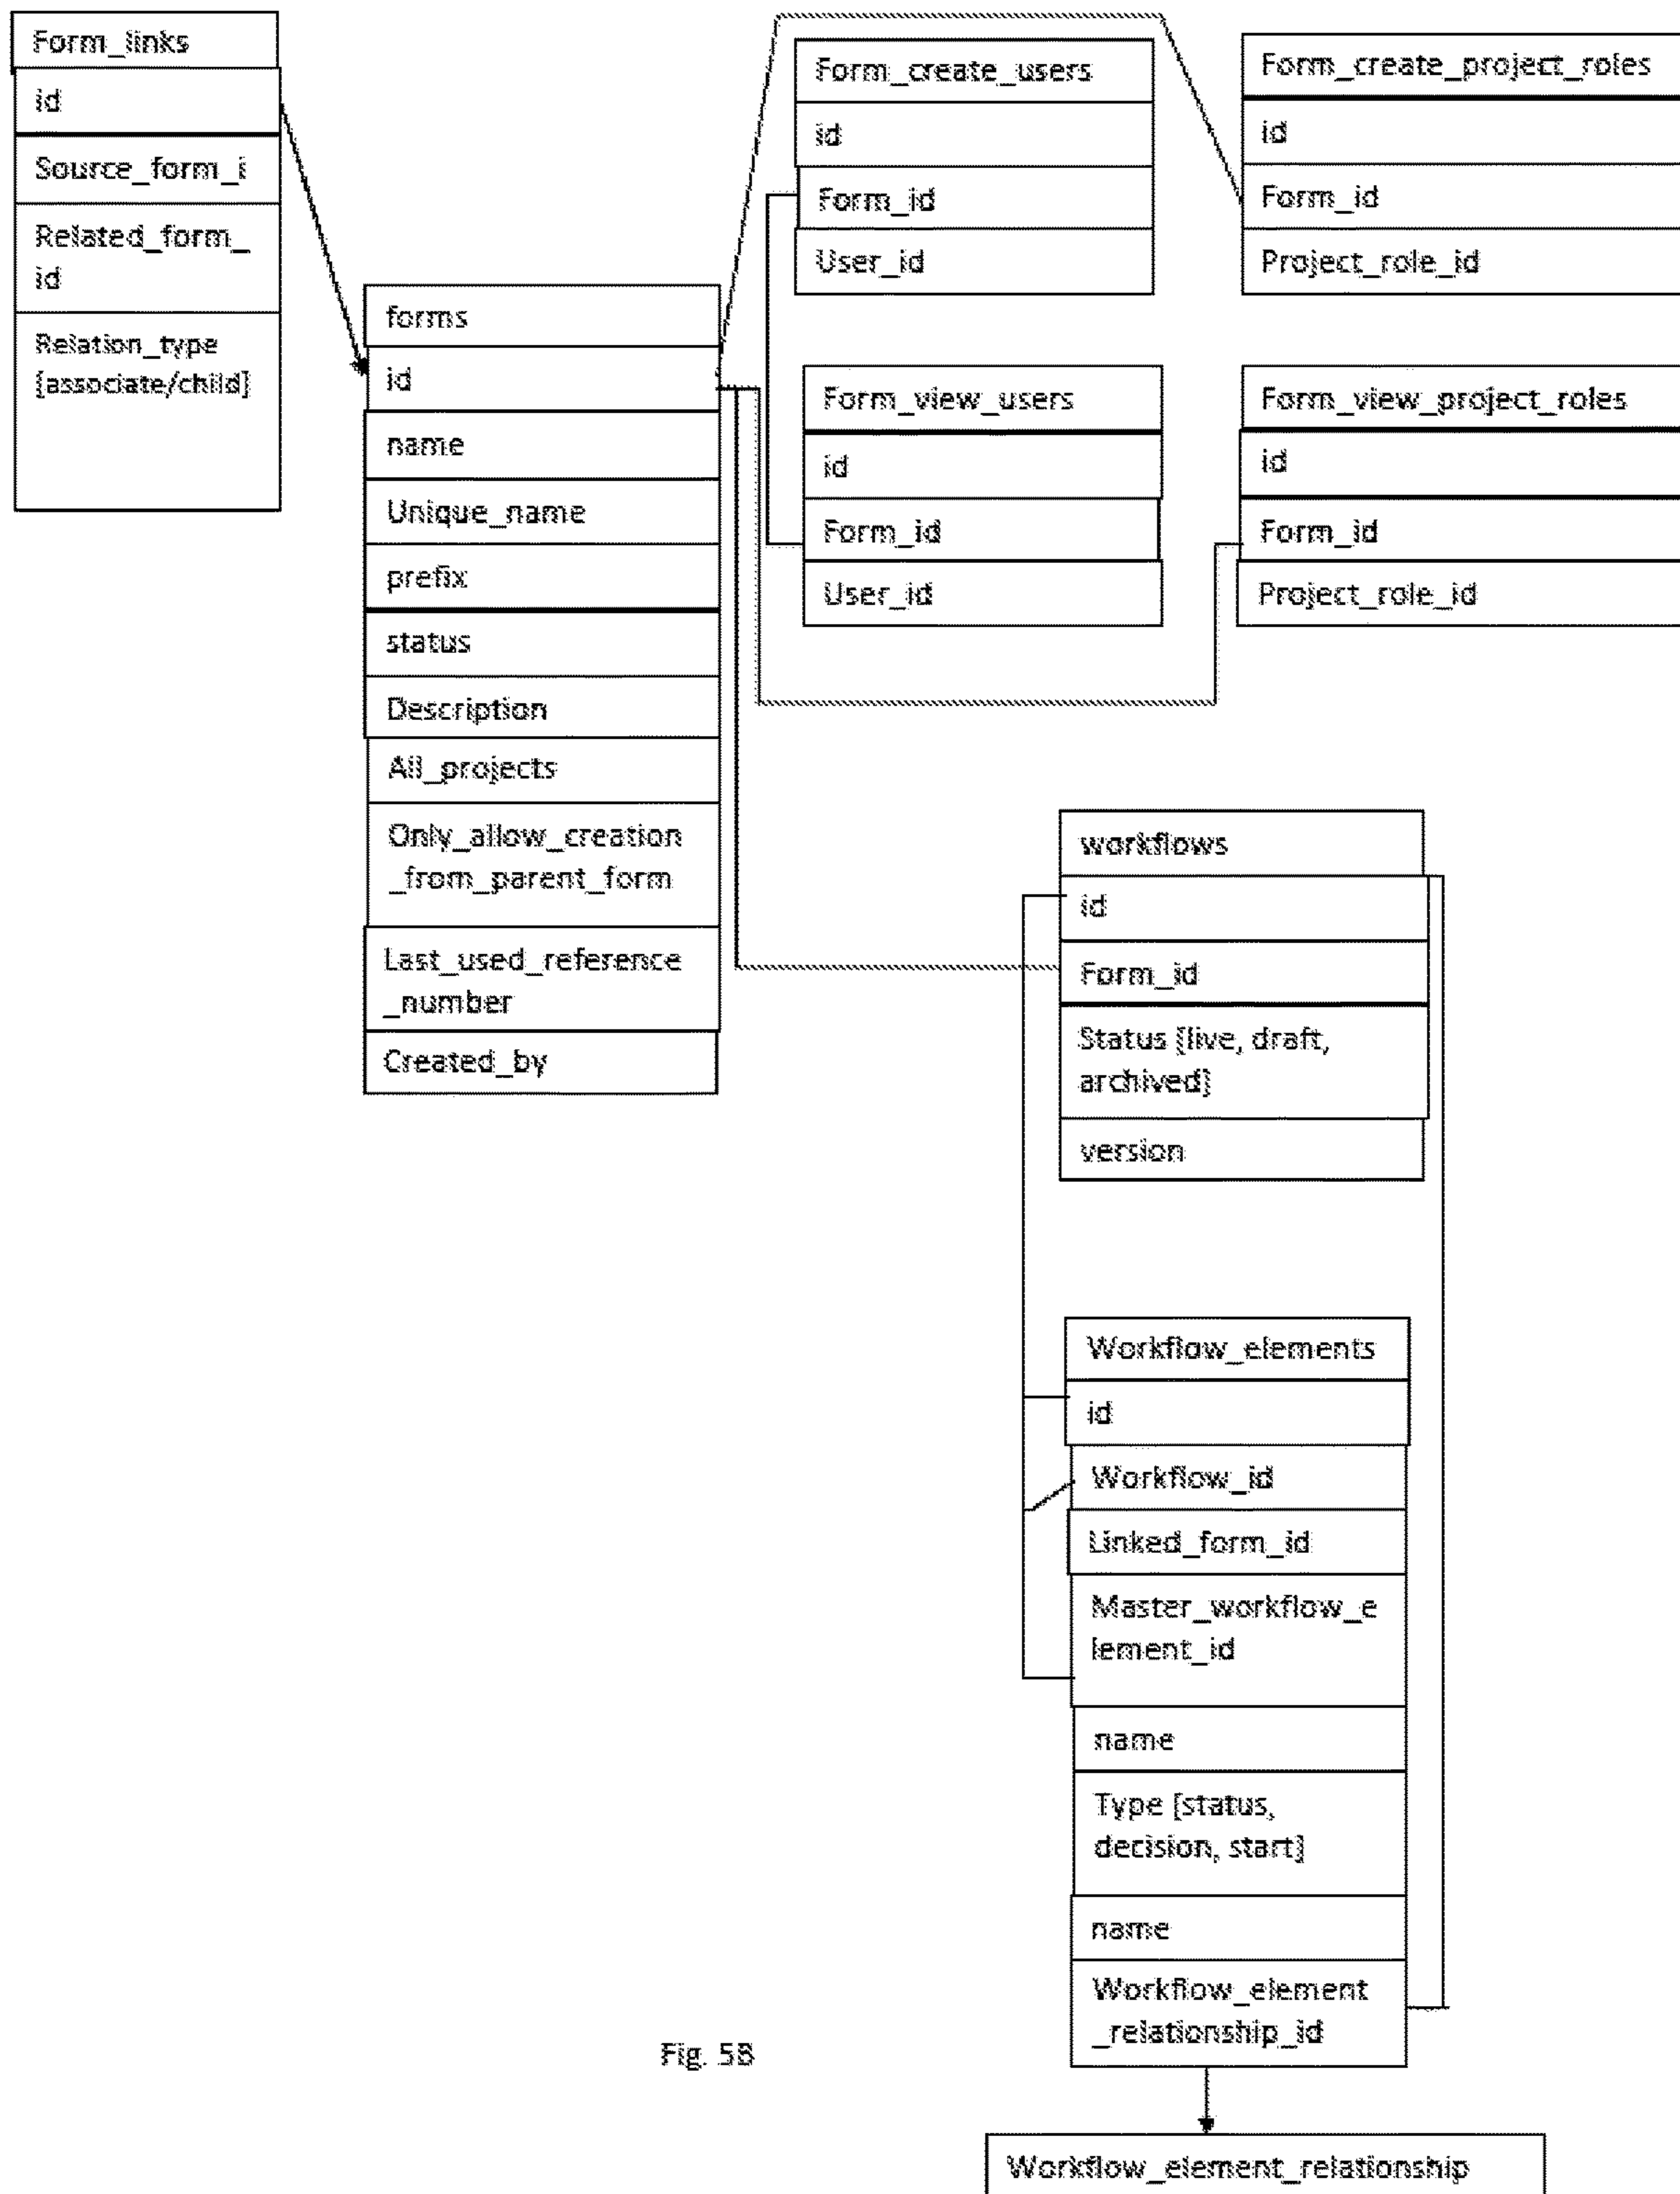 Form_links
id
Source_form_i
Related_form_
id
Relation_type
[associate/child]
forms
id
name
Unique_name
prefix
status
Description
All_projects
Only_allow_creation
_from_parent_form
Last_used_reference
_number
Created_by
Form_create_users
id
Form_id
User_id
Form_create_project_roles
id
Form_id
Project_role_id
Form_view_users
id
Form_id
User_id
Form_view_project_roles
id
Form_id
Project_role_id
workflows
id
Form_id
Status [live, draft,
archived]
version
Workflow_elements
id
Workflow_id
Linked_form_id
Master_workflow_e
lement_id
name
Type [status,
decision, start]
name
Workflow_element
_relationship_id
Fig. 5B
Workflow_element_relationship